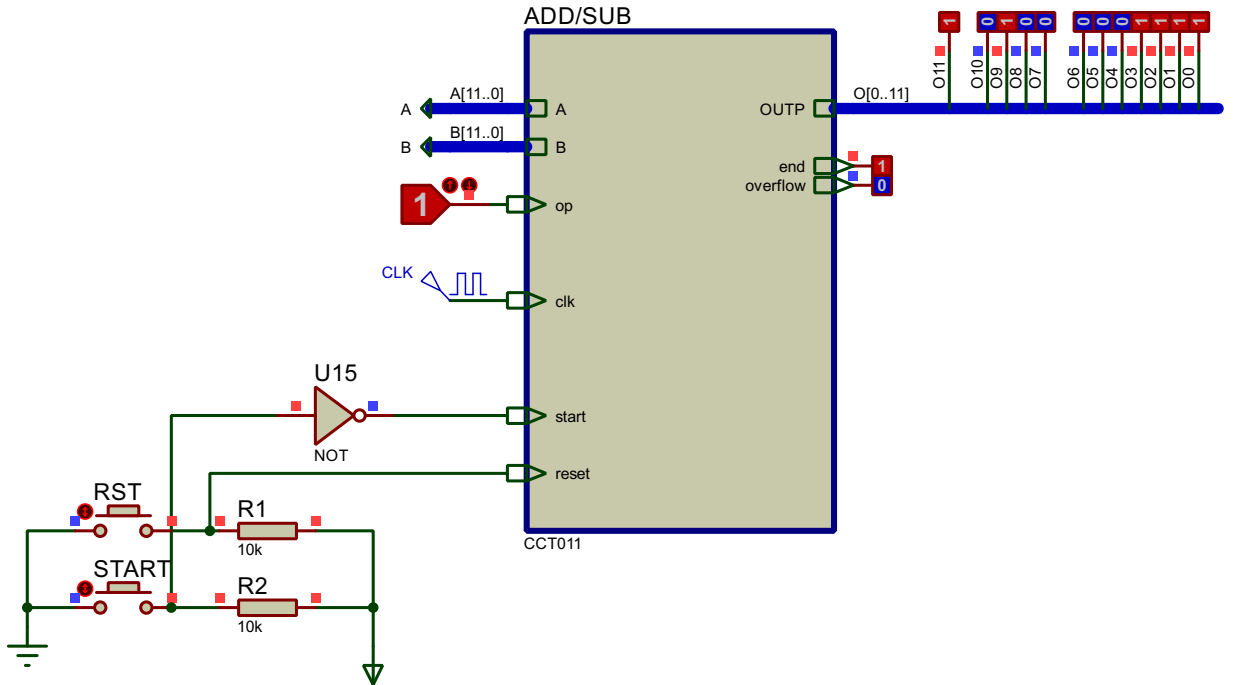 ADD/SUB
1 0 1 0 0 0 0 0 1 1 1 1
O11 O10 O9 O8 O7 O6 O5 O4 O3 O2 O1 O0
A A[11..0] A OUTP O[0..11]
B B[11..0] B
end 1
overflow 0
1 op
CLK clk
U15
start
NOT
reset
RST R1
10k
CCT011
START R2
10k